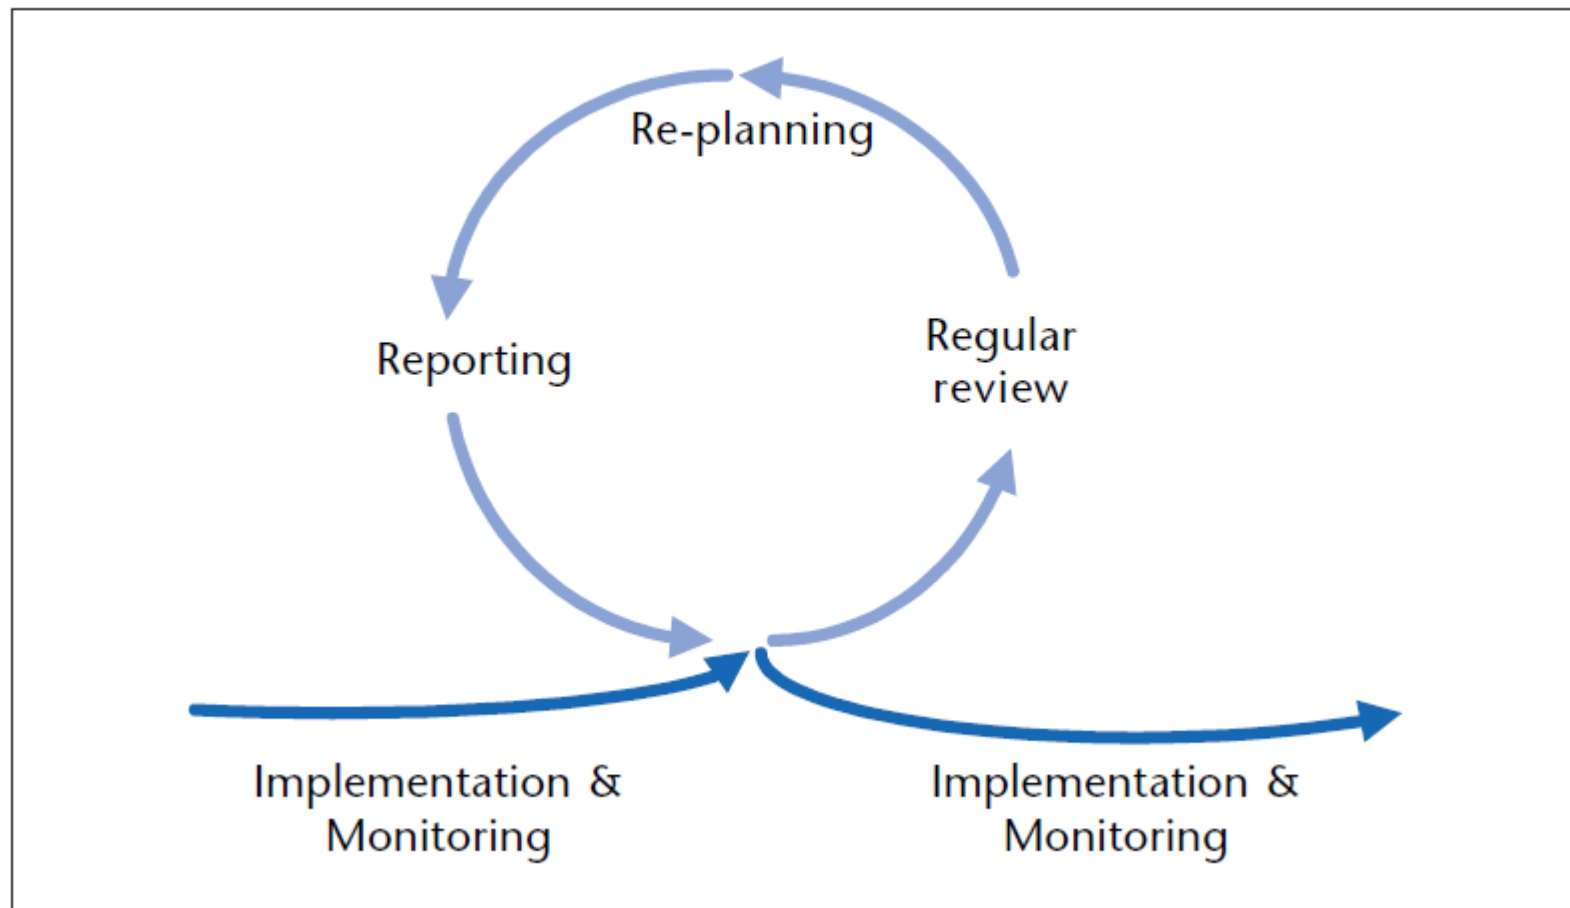 Re-planning
Reporting
Regular
review
Implementation &
Monitoring
Implementation &
Monitoring